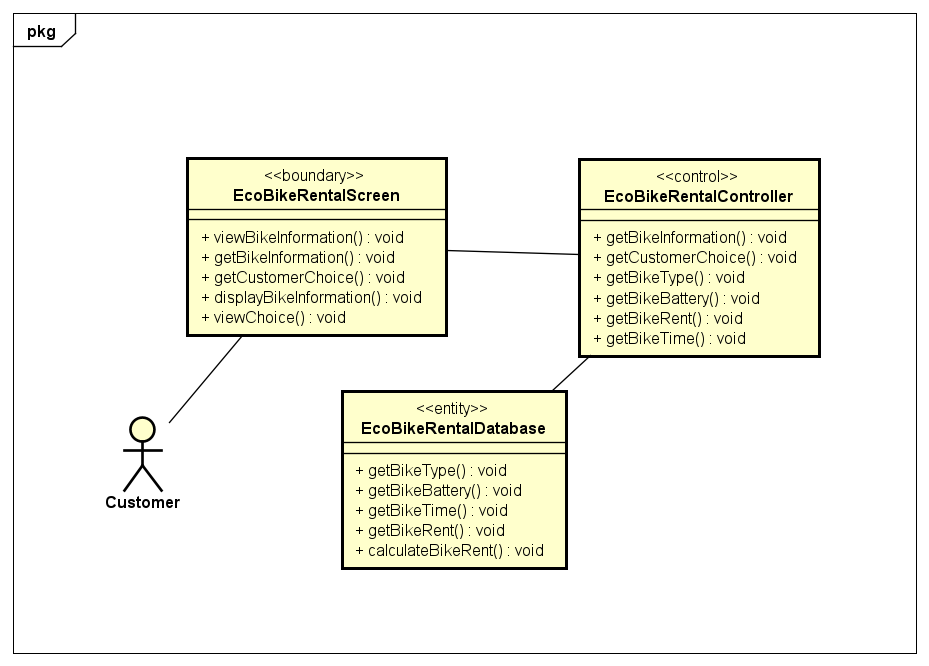 pkg
<<boundary>>
EcoBikeRentalScreen
+ viewBikeInformation() : void
+ getBikeInformation() : void
+ getCustomerChoice() : void
+ displayBikeInformation() : void
+ viewChoice() : void
<<control>>
EcoBikeRentalController
+ getBikeInformation() : void
+ getCustomerChoice() : void
+ getBikeType() : void
+ getBikeBattery() : void
+ getBikeRent() : void
+ getBikeTime() : void
<<entity>>
EcoBikeRentalDatabase
+ getBikeType() : void
+ getBikeBattery() : void
+ getBikeTime() : void
+ getBikeRent() : void
+ calculateBikeRent() : void
Customer